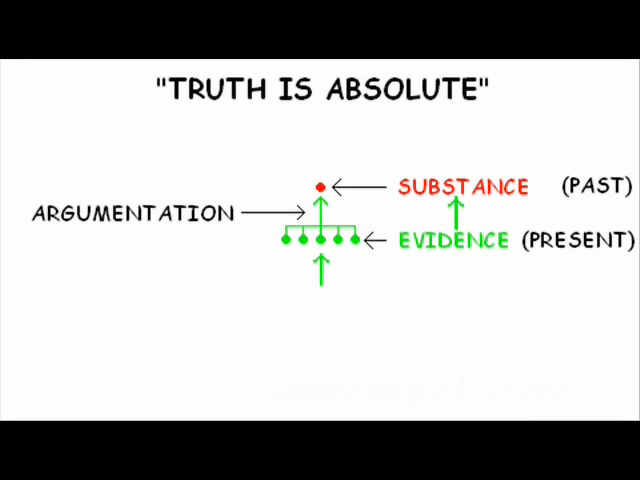 "TRUTH IS ABSOLUTE"
SUBSTANCE (PAST)
ARGUMENTATION
EVIDENCE (PRESENT)